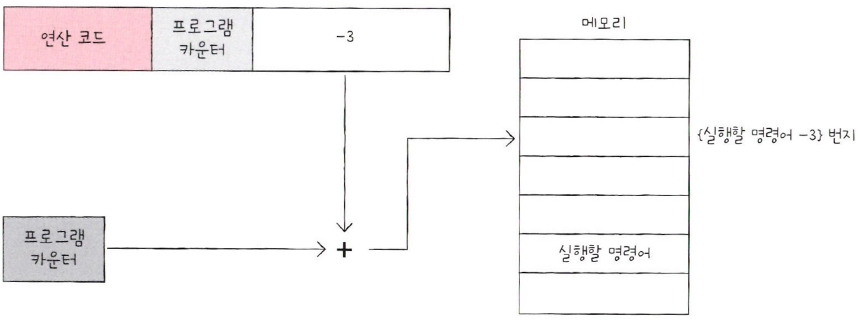 연산 코드
프로그램
카운터
-3
메모리
{실행할 명령어 -3} 번지
프로그램
카운터
+
실행할 명령어